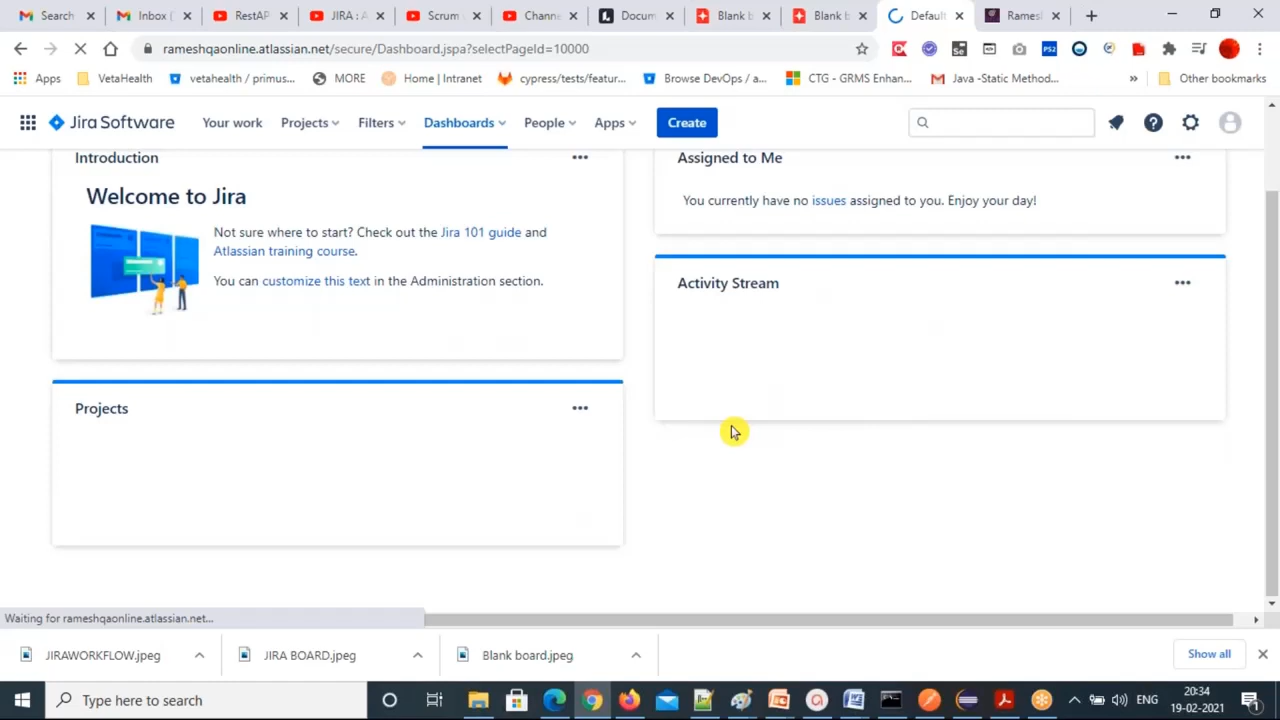 Search
Inbox (
RestAP
JIRA : A
Scrum
Chann
Docum
Blank b
Blank b
Default
Rames
rameshqaonline.atlassian.net/secure/Dashboard.jspa?selectPageId=10000
Apps
VetaHealth
vetahealth / primus...
MORE
Home | Intranet
cypress/tests/featur...
Browse DevOps / a...
CTG - GRMS Enhan...
Java -Static Method...
»
Other bookmarks
Jira Software
Your work
Projects
Filters
Dashboards
People
Apps
Create
Introduction
Assigned to Me
Welcome to Jira
Not sure where to start? Check out the Jira 101 guide and
Atlassian training course.
You can customize this text in the Administration section.
You currently have no issues assigned to you. Enjoy your day!
Activity Stream
Projects
Waiting for rameshqaonline.atlassian.net...
JIRAWORKFLOW.jpeg
JIRA BOARD.jpeg
Blank board.jpeg
Show all
Type here to search
ENG
20:34
19-02-2021